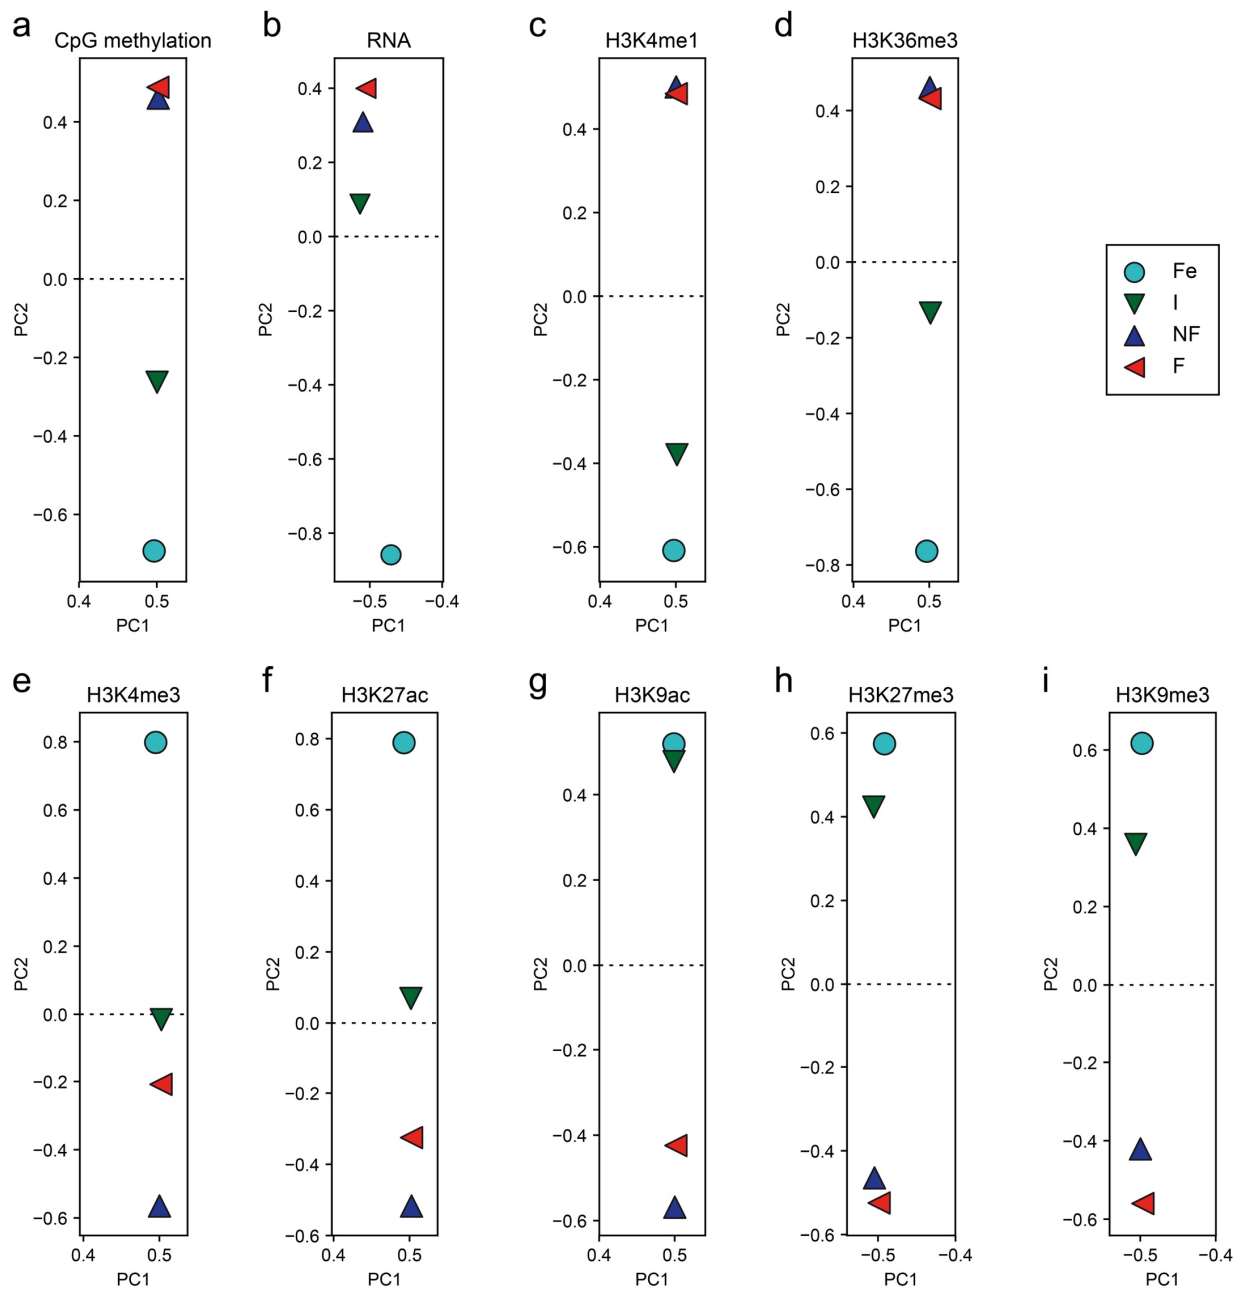 a
CpG methylation
PC2
0.4
0.2
0.0
−0.2
−0.4
−0.6
0.4 0.5
PC1
b
RNA
PC2
0.4
0.2
0.0
−0.2
−0.4
−0.6
−0.8
−0.5 −0.4
PC1
c
H3K4me1
PC2
0.4
0.2
0.0
−0.2
−0.4
−0.6
0.4 0.5
PC1
d
H3K36me3
PC2
0.4
0.2
0.0
−0.2
−0.4
−0.6
−0.8
0.4 0.5
PC1
Fe
I
NF
F
e
H3K4me3
PC2
0.8
0.6
0.4
0.2
0.0
−0.2
−0.4
−0.6
0.4 0.5
PC1
f
H3K27ac
PC2
0.8
0.6
0.4
0.2
0.0
−0.2
−0.4
−0.6
0.4 0.5
PC1
g
H3K9ac
PC2
0.4
0.2
0.0
−0.2
−0.4
−0.6
0.4 0.5
PC1
h
H3K27me3
PC2
0.6
0.4
0.2
0.0
−0.2
−0.4
−0.6
−0.5 −0.4
PC1
i
H3K9me3
PC2
0.6
0.4
0.2
0.0
−0.2
−0.4
−0.6
−0.5 −0.4
PC1